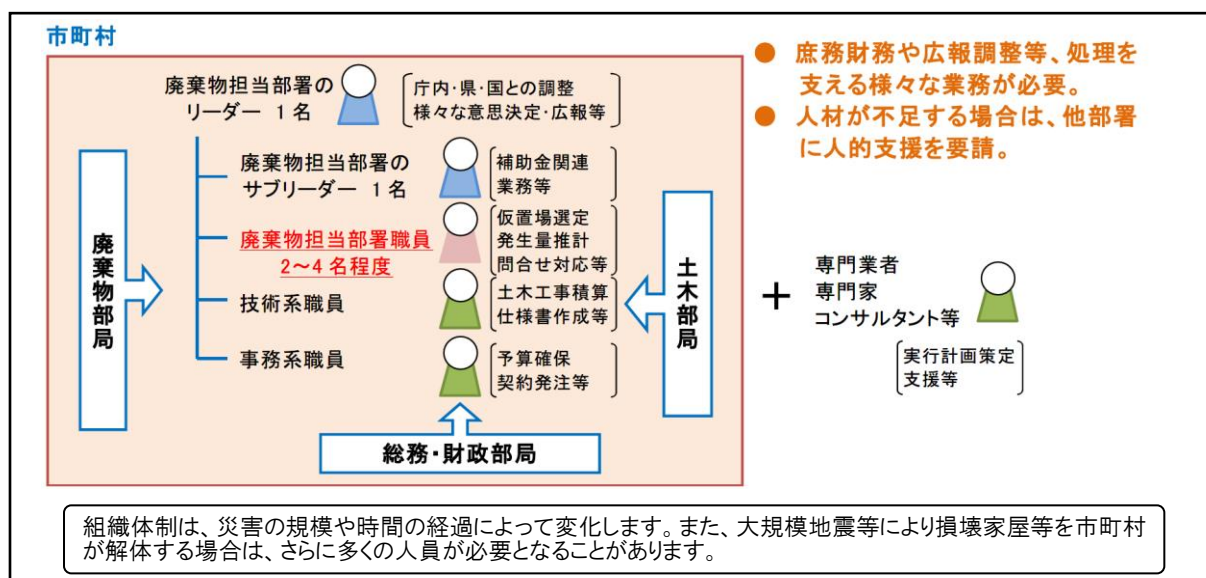 市町村
廃棄物担当部署の
リーダー 1 名
庁内・県・国との調整
様々な意思決定・広報等
廃棄物担当部署の
サブリーダー 1 名
補助金関連
業務等
廃棄物担当部署職員
2～4 名程度
仮置場選定
発生量推計
問合せ対応等
技術系職員
土木工事積算
仕様書作成等
事務系職員
予算確保
契約発注等
廃棄物部局
土木部局
総務・財政部局
● 庶務財務や広報調整等、処理を
支える様々な業務が必要。
● 人材が不足する場合は、他部署
に人的支援を要請。
＋
専門業者
専門家
コンサルタント等
実行計画策定
支援等
組織体制は、災害の規模や時間の経過によって変化します。また、大規模地震等により損壊家屋等を市町村
が解体する場合は、さらに多くの人員が必要となることがあります。